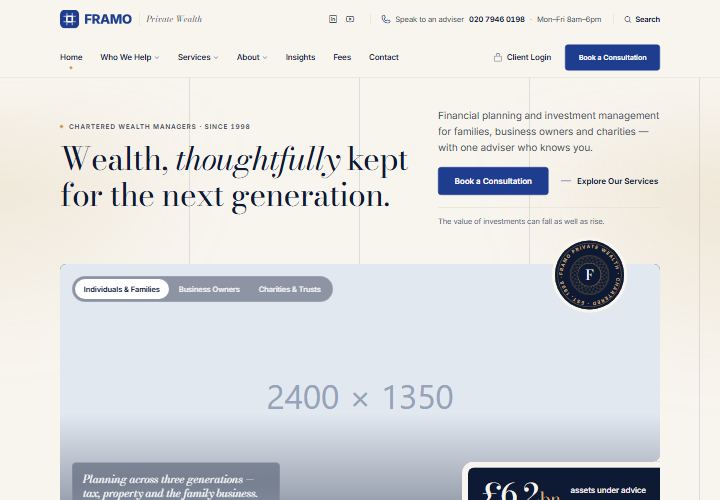 FRAMO Private Wealth
Speak to an adviser 020 7946 0198 · Mon–Fri 8am–6pm Search
Home Who We Help Services About Insights Fees Contact Client Login Book a Consultation
CHARTERED WEALTH MANAGERS · SINCE 1998
Wealth, thoughtfully kept
for the next generation.
Financial planning and investment management
for families, business owners and charities —
with one adviser who knows you.
Book a Consultation — Explore Our Services
The value of investments can fall as well as rise.
FRAMO PRIVATE WEALTH · CHARTERED · EST. 1998 ·
F
Individuals & Families Business Owners Charities & Trusts
2400 × 1350
Planning across three generations —
tax, property and the family business.
£6.2bn assets under advice